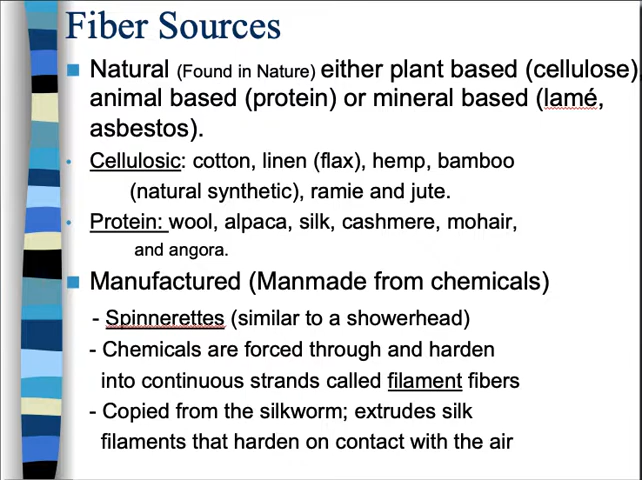 Fiber Sources
Natural (Found in Nature) either plant based (cellulose)
animal based (protein) or mineral based (lamé,
asbestos).
Cellulosic: cotton, linen (flax), hemp, bamboo
(natural synthetic), ramie and jute.
Protein: wool, alpaca, silk, cashmere, mohair,
and angora.
Manufactured (Manmade from chemicals)
- Spinnerettes (similar to a showerhead)
- Chemicals are forced through and harden
into continuous strands called filament fibers
- Copied from the silkworm; extrudes silk
filaments that harden on contact with the air